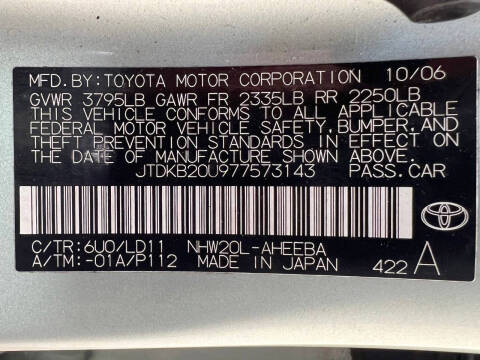 MFD. BY: TOYOTA MOTOR CORPORATION 10/06
GVWR 3795LB GAWR FR 2335LB RR 2250LB
THIS VEHICLE CONFORMS TO ALL APPLICABLE
FEDERAL MOTOR VEHICLE SAFETY, BUMPER, AND
THEFT PREVENTION STANDARDS IN EFFECT ON
THE DATE OF MANUFACTURE SHOWN ABOVE.
JTDKB20U977573143 PASS.CAR
C/TR:6U0/LD11 NHW20L-AHEEBA
A/TM:-01A/P112 MADE IN JAPAN 422 A
TOYOTA